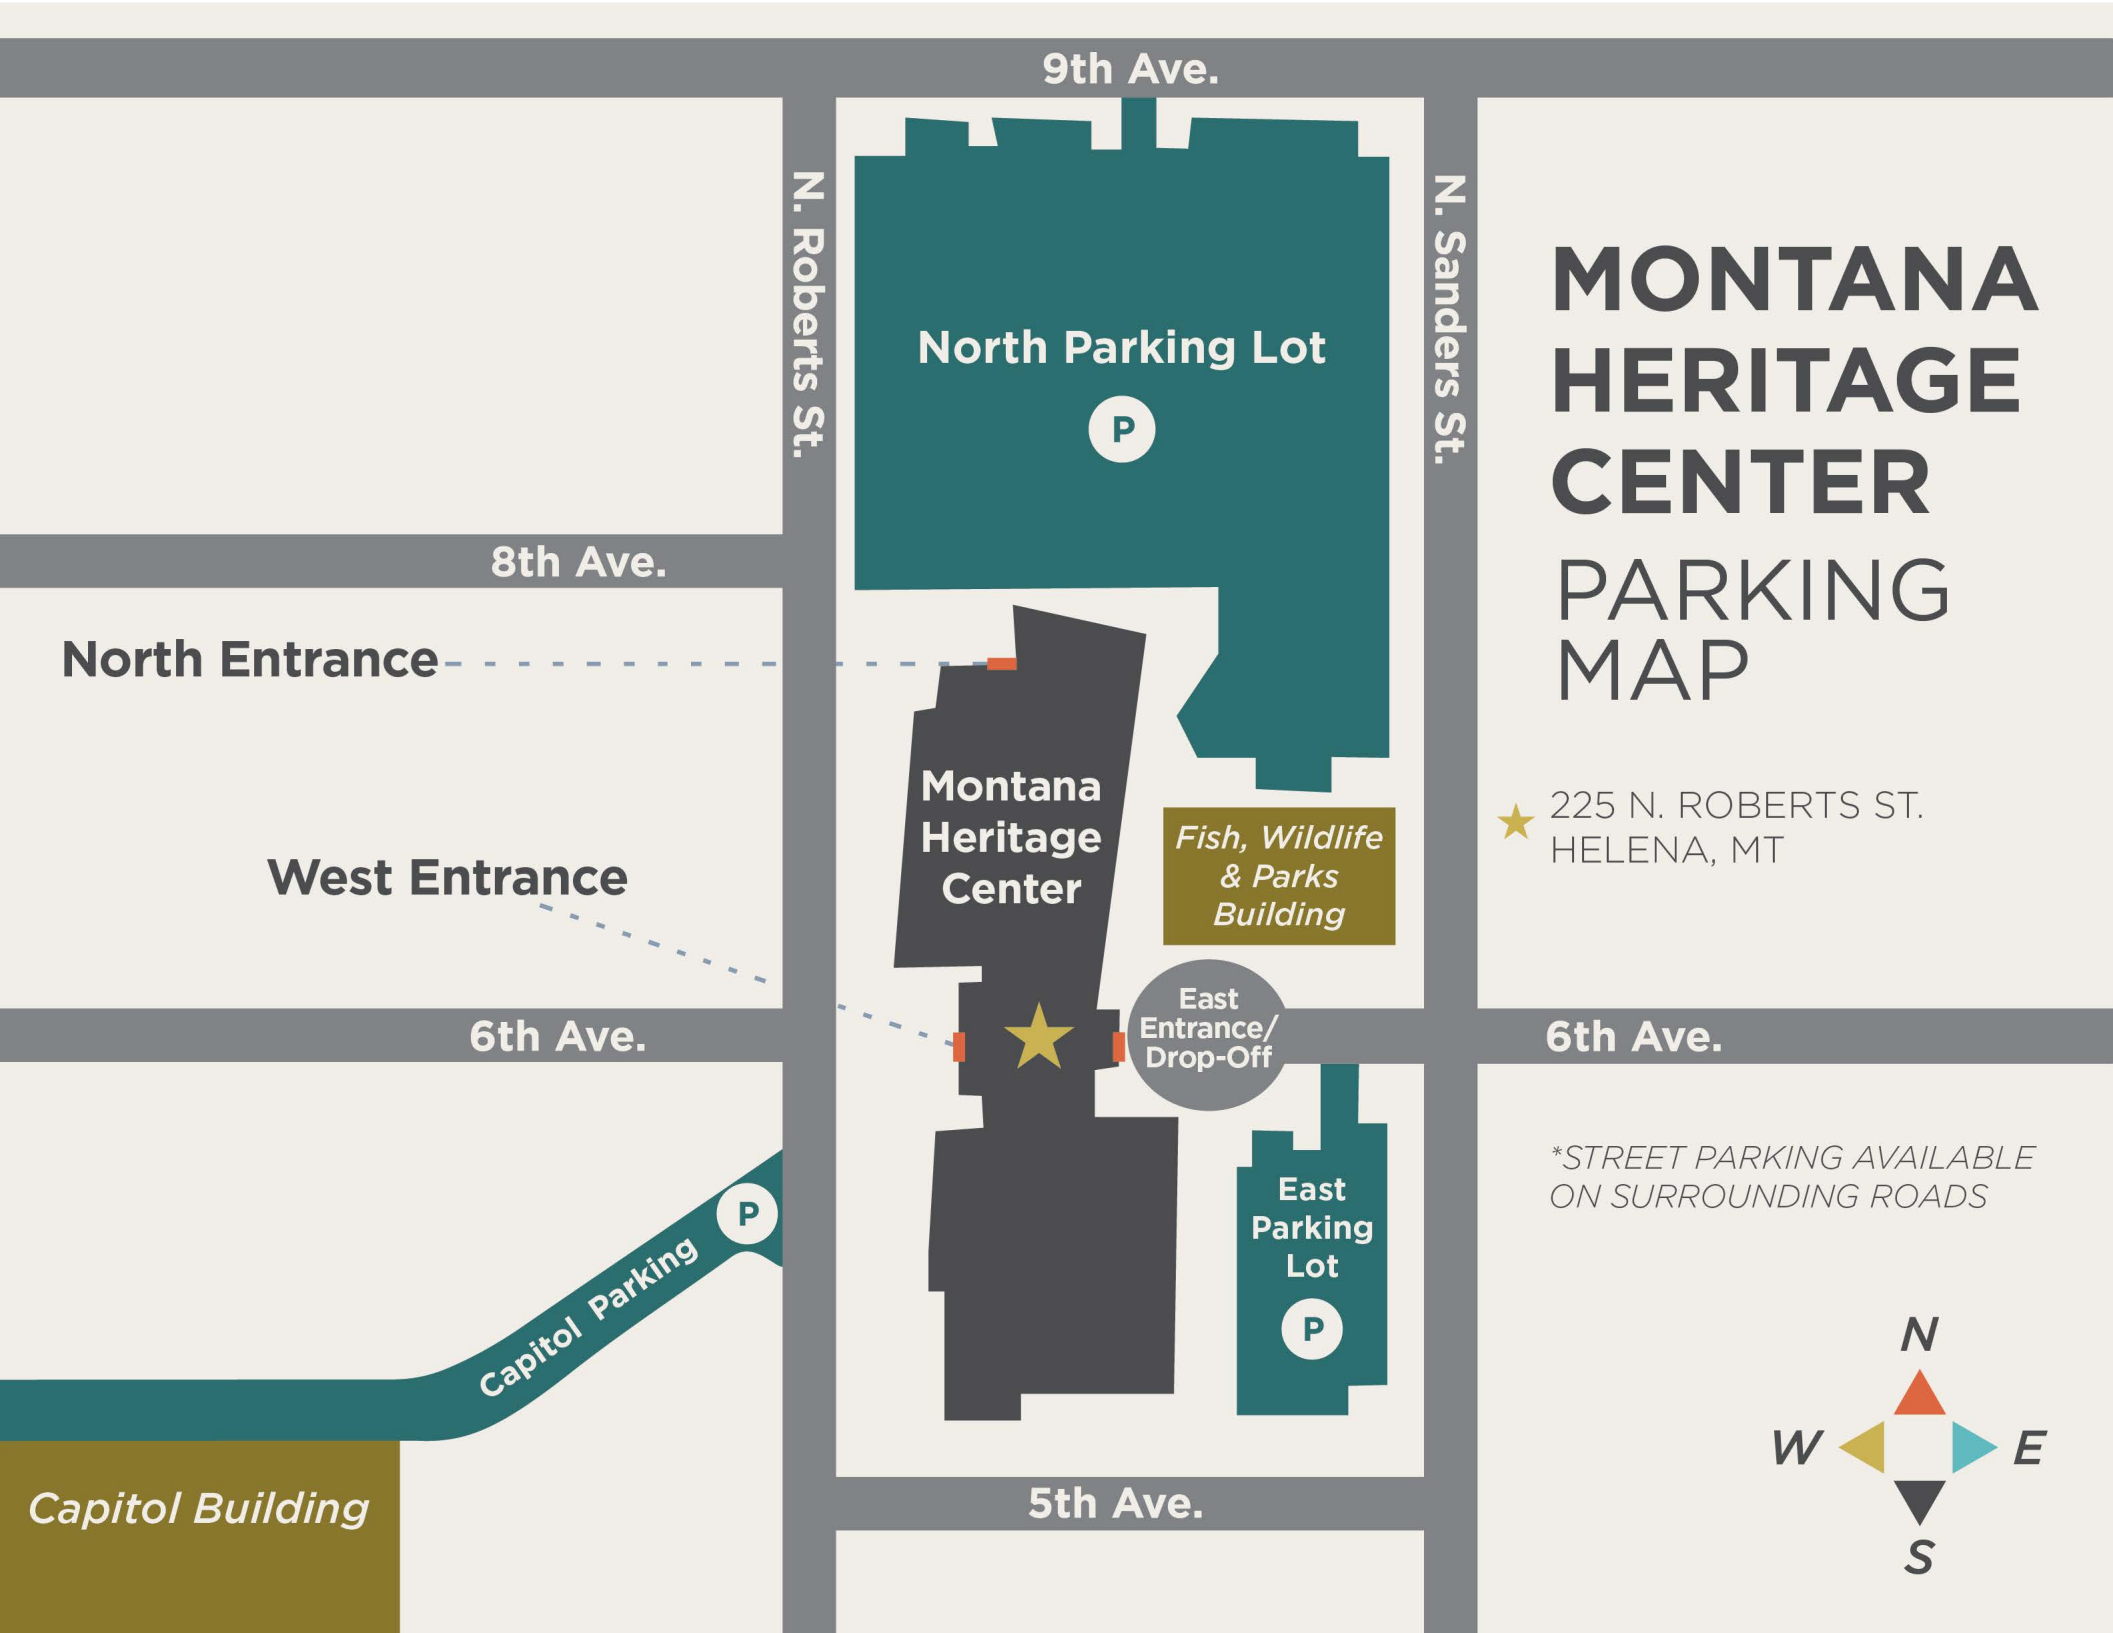 9th Ave.
N. Roberts St.
N. Sanders St.
North Parking Lot
P
MONTANA
HERITAGE
CENTER
PARKING
MAP
8th Ave.
North Entrance
Montana
Heritage
Center
225 N. ROBERTS ST.
HELENA, MT
Fish, Wildlife
& Parks
Building
West Entrance
East
Entrance/
Drop-Off
6th Ave.
6th Ave.
*STREET PARKING AVAILABLE
ON SURROUNDING ROADS
East
Parking
Lot
P
P
Capitol Parking
Capitol Building
5th Ave.
N
W
E
S